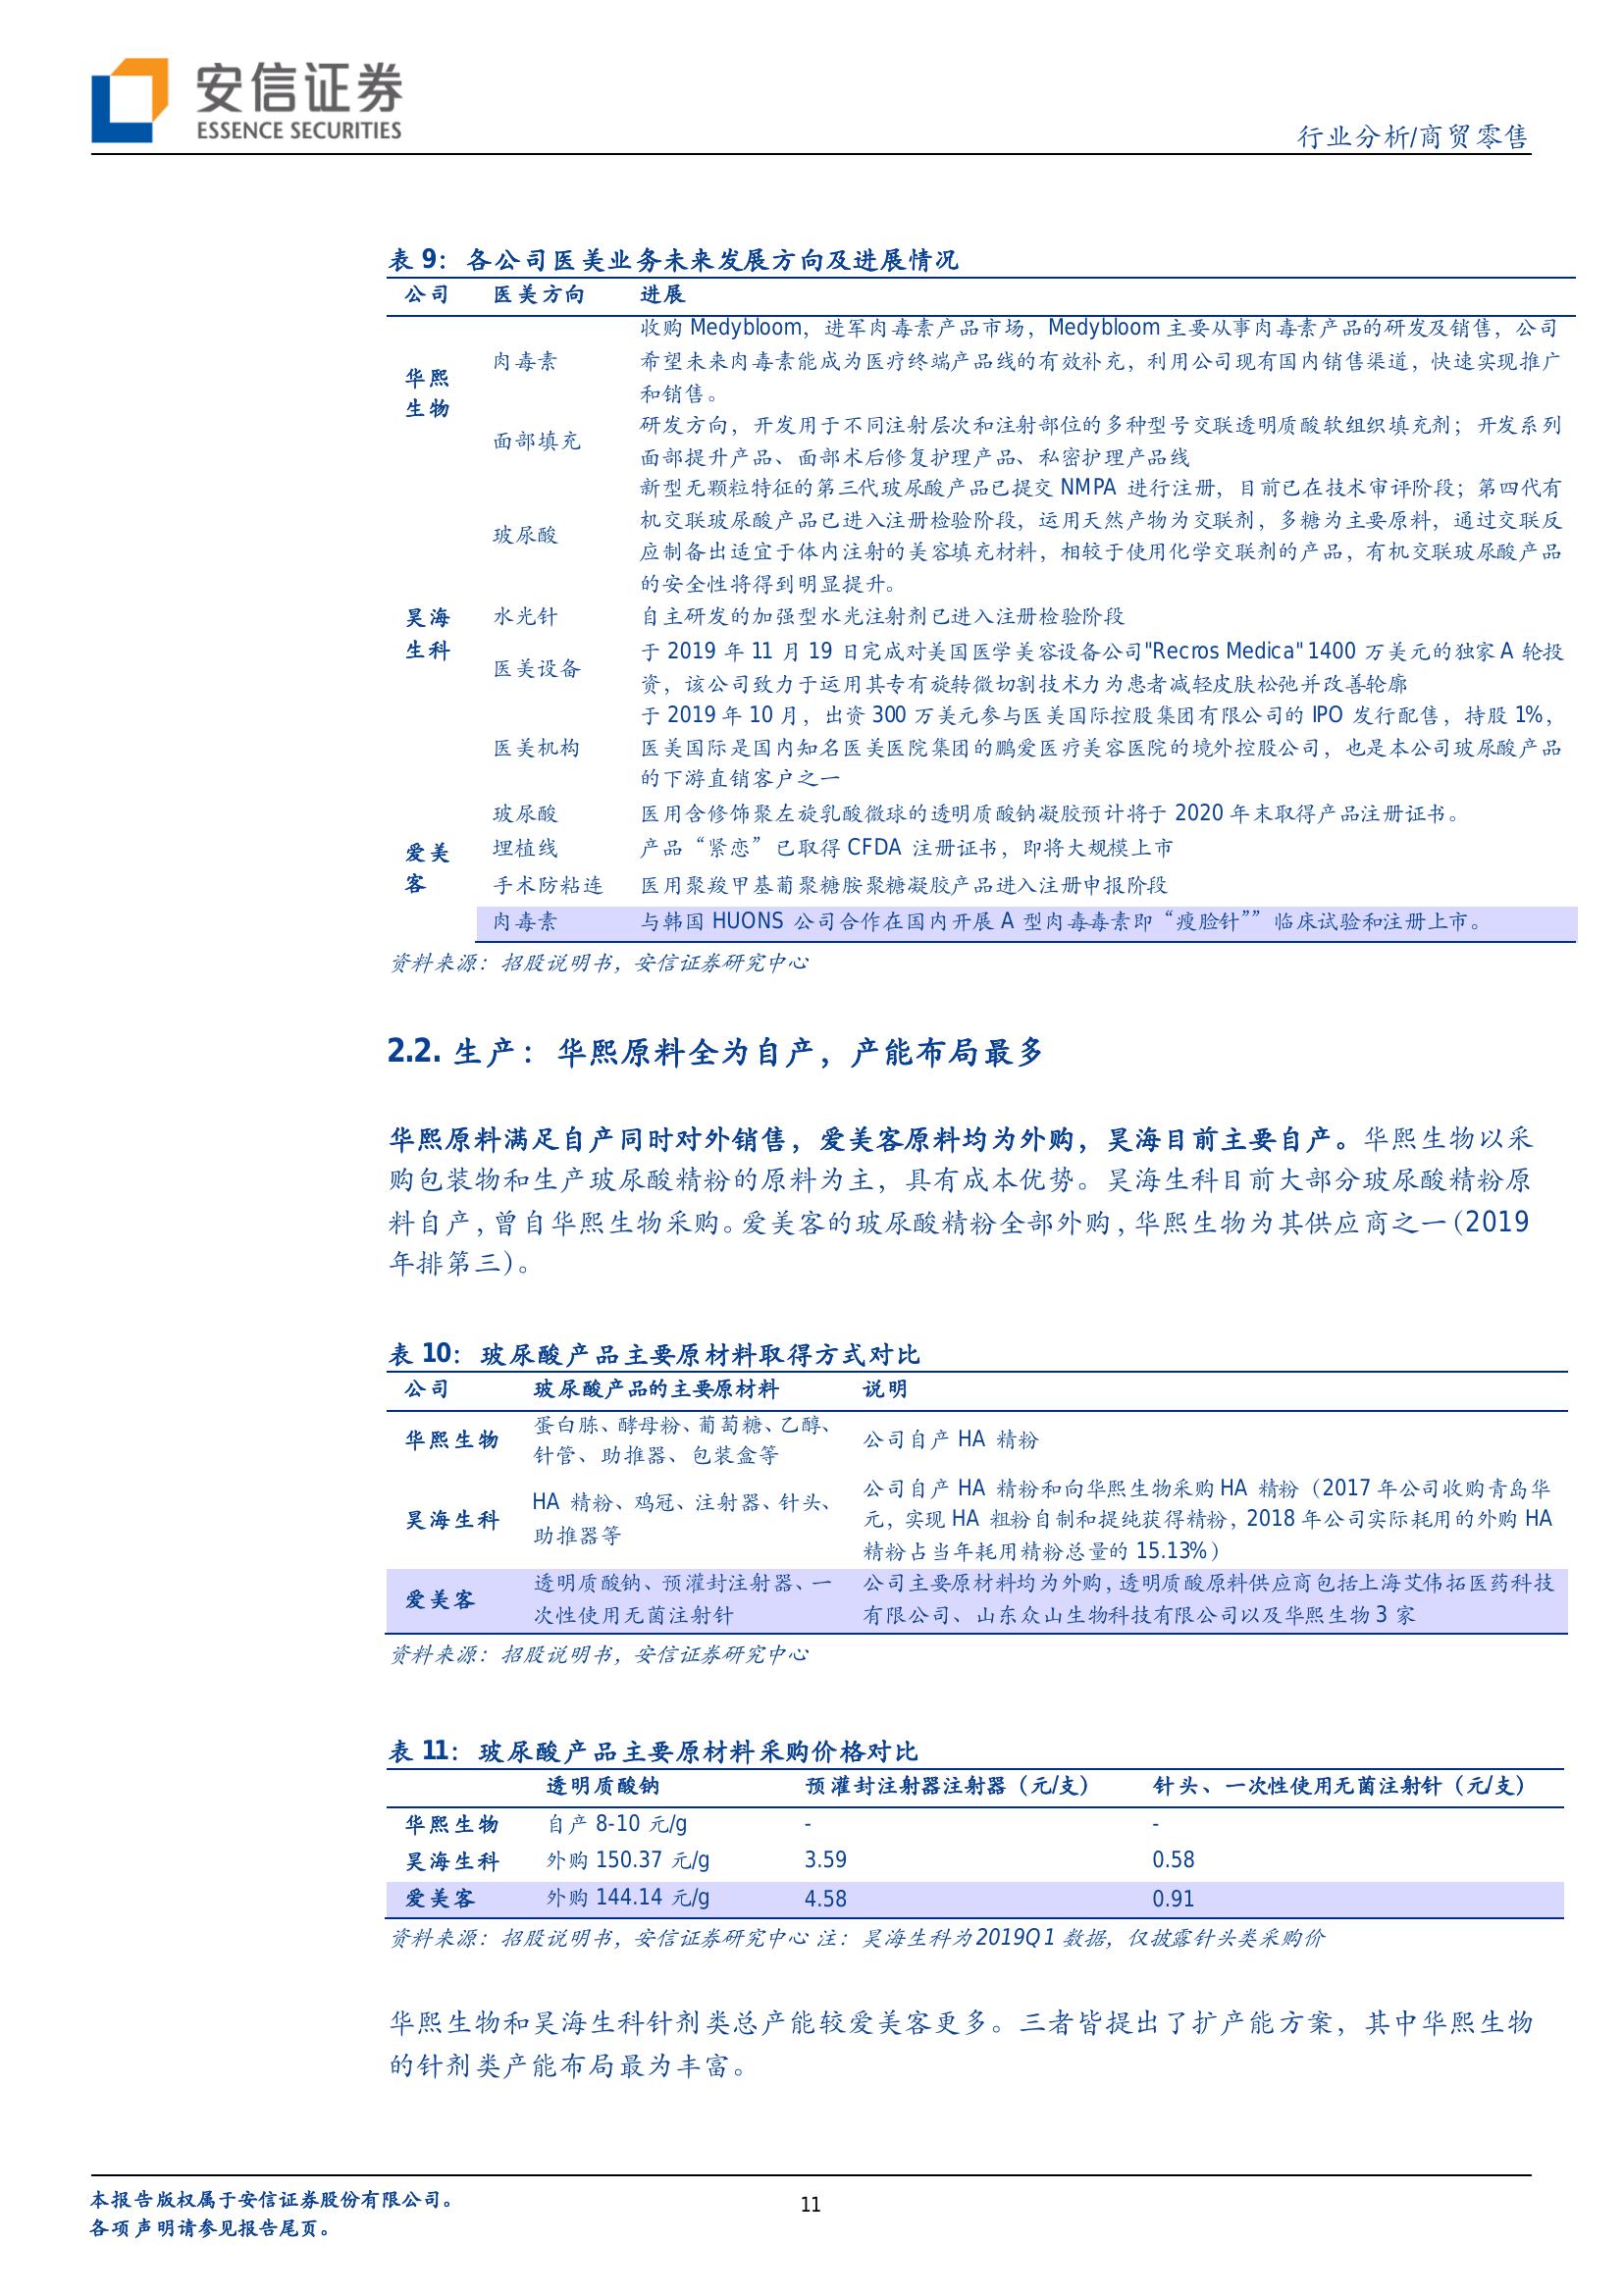 安信证券
ESSENCE SECURITIES
行业分析/商贸零售
表 9：各公司医美业务未来发展方向及进展情况
公司 医美方向 进展
收购 Medybloom，进军肉毒素产品市场，Medybloom 主要从事肉毒素产品的研发及销售，公司
肉毒素 希望未来肉毒素能成为医疗终端产品线的有效补充，利用公司现有国内销售渠道，快速实现推广
华熙
和销售。
生物
研发方向，开发用于不同注射层次和注射部位的多种型号交联透明质酸软组织填充剂；开发系列
面部填充
面部提升产品、面部术后修复护理产品、私密护理产品线
新型无颗粒特征的第三代玻尿酸产品已提交 NMPA 进行注册，目前已在技术审评阶段；第四代有
机交联玻尿酸产品已进入注册检验阶段，运用天然产物为交联剂，多糖为主要原料，通过交联反
玻尿酸
应制备出适宜于体内注射的美容填充材料，相较于使用化学交联剂的产品，有机交联玻尿酸产品
的安全性将得到明显提升。
昊海 水光针 自主研发的加强型水光注射剂已进入注册检验阶段
生科 于 2019 年 11 月 19 日完成对美国医学美容设备公司"Recros Medica" 1400 万美元的独家 A 轮投
医美设备
资，该公司致力于运用其专有旋转微切割技术力为患者减轻皮肤松弛并改善轮廓
于 2019 年 10 月，出资 300 万美元参与医美国际控股集团有限公司的 IPO 发行配售，持股 1%，
医美机构 医美国际是国内知名医美医院集团的鹏爱医疗美容医院的境外控股公司，也是本公司玻尿酸产品
的下游直销客户之一
玻尿酸 医用含修饰聚左旋乳酸微球的透明质酸钠凝胶预计将于 2020 年末取得产品注册证书。
爱美 埋植线 产品“紧恋”已取得 CFDA 注册证书，即将大规模上市
客 手术防粘连 医用聚羧甲基葡聚糖胺聚糖凝胶产品进入注册申报阶段
肉毒素 与韩国 HUONS 公司合作在国内开展 A 型肉毒毒素即“瘦脸针””临床试验和注册上市。
资料来源：招股说明书，安信证券研究中心
2.2. 生产：华熙原料全为自产，产能布局最多
华熙原料满足自产同时对外销售，爱美客原料均为外购，昊海目前主要自产。华熙生物以采
购包装物和生产玻尿酸精粉的原料为主，具有成本优势。昊海生科目前大部分玻尿酸精粉原
料自产，曾自华熙生物采购。爱美客的玻尿酸精粉全部外购，华熙生物为其供应商之一（2019
年排第三）。
表 10：玻尿酸产品主要原材料取得方式对比
公司 玻尿酸产品的主要原材料 说明
蛋白胨、酵母粉、葡萄糖、乙醇、
华熙生物 公司自产 HA 精粉
针管、助推器、包装盒等
公司自产 HA 精粉和向华熙生物采购 HA 精粉（2017 年公司收购青岛华
HA 精粉、鸡冠、注射器、针头、
昊海生科 元，实现 HA 粗粉自制和提纯获得精粉，2018 年公司实际耗用的外购 HA
助推器等
精粉占当年耗用精粉总量的 15.13%）
透明质酸钠、预灌封注射器、一 公司主要原材料均为外购，透明质酸原料供应商包括上海艾伟拓医药科技
爱美客
次性使用无菌注射针 有限公司、山东众山生物科技有限公司以及华熙生物 3 家
资料来源：招股说明书，安信证券研究中心
表 11：玻尿酸产品主要原材料采购价格对比
透明质酸钠 预灌封注射器注射器（元/支） 针头、一次性使用无菌注射针（元/支）
华熙生物 自产 8-10 元/g - -
昊海生科 外购 150.37 元/g 3.59 0.58
爱美客 外购 144.14 元/g 4.58 0.91
资料来源：招股说明书，安信证券研究中心 注：昊海生科为 2019Q1 数据，仅披露针头类采购价
华熙生物和昊海生科针剂类总产能较爱美客更多。三者皆提出了扩产能方案，其中华熙生物
的针剂类产能布局最为丰富。
本报告版权属于安信证券股份有限公司。
11
各项声明请参见报告尾页。